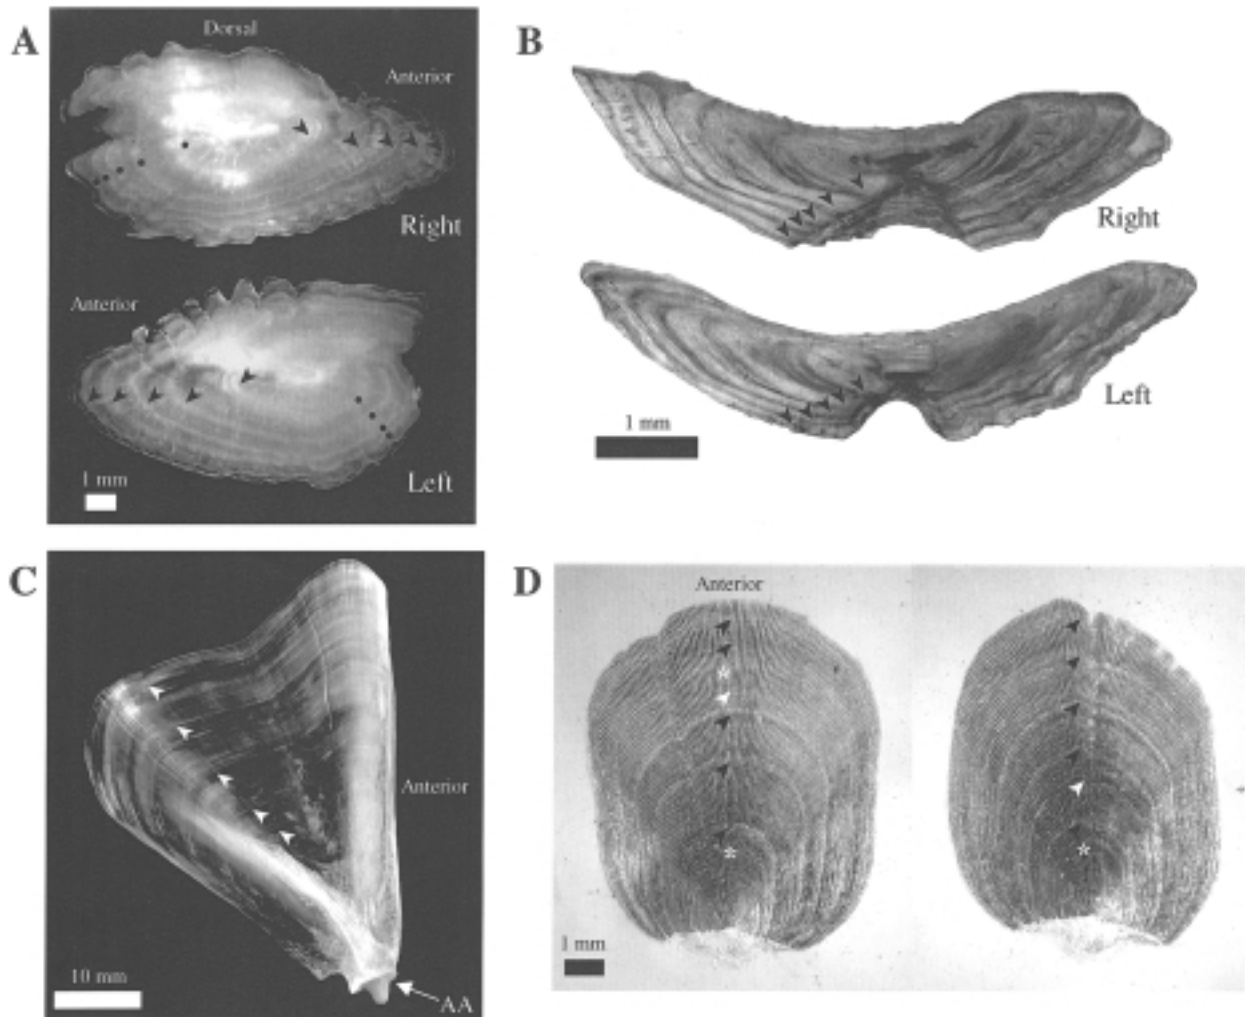 A
Dorsal
Anterior
Right
Anterior
Left
1 mm
B
Right
Left
1 mm
C
Anterior
10 mm
AA
D
Anterior
*
*
*
1 mm